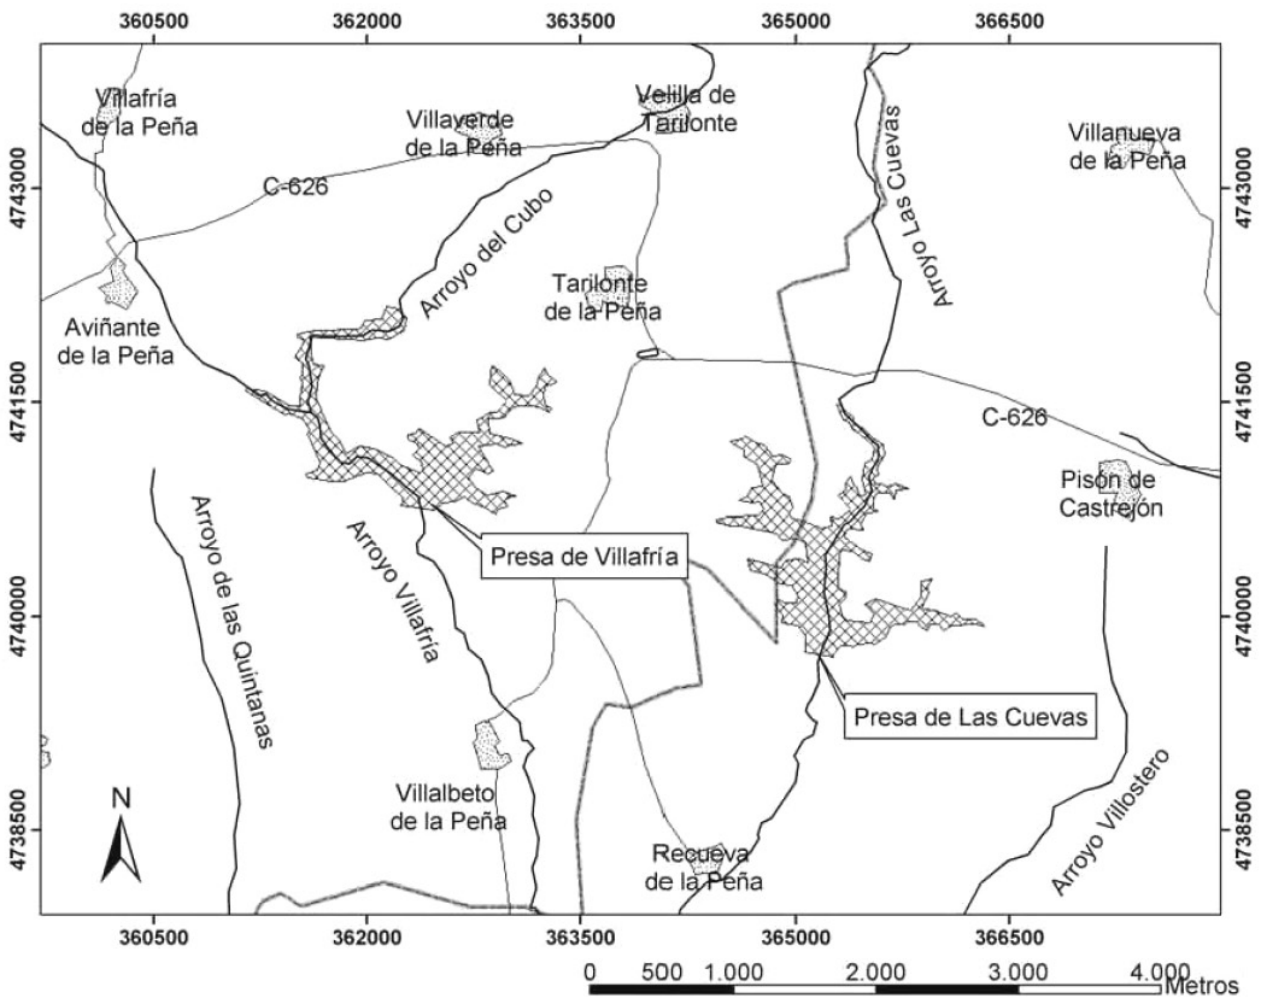 360500 362000 363500 365000 366500
Villafría
de la Peña
Villaverde
de la Peña
Velilla de
Tarilonte
Villanueva
de la Peña
4743000
4743000
C-626
Arroyo del Cubo
Arroyo Las Cuevas
Tarilonte
de la Peña
Aviñante
de la Peña
4741500
4741500
C-626
Pisón de
Castrejón
Arroyo de las Quintanas
Arroyo Villafría
Presa de Villafría
4740000
4740000
Presa de Las Cuevas
Villalbeto
de la Peña
N
4738500
4738500
Recueva
de la Peña
Arroyo Villostero
360500 362000 363500 365000 366500
0 500 1.000 2.000 3.000 4.000
Metros